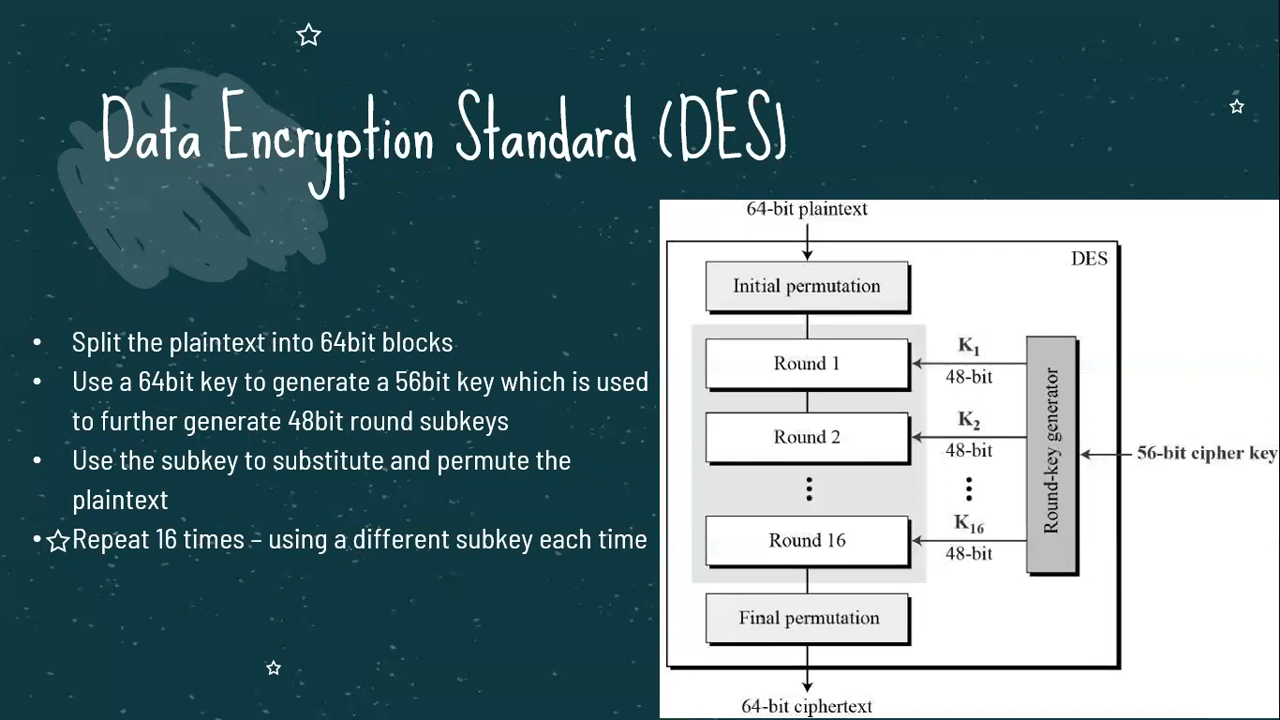 Data Encryption Standard (DES)
• Split the plaintext into 64bit blocks
• Use a 64bit key to generate a 56bit key which is used
to further generate 48bit round subkeys
• Use the subkey to substitute and permute the
plaintext
• Repeat 16 times – using a different subkey each time
64-bit plaintext
DES
Initial permutation
Round 1
K1
48-bit
Round 2
K2
48-bit
Round 16
K16
48-bit
Round-key generator
56-bit cipher key
Final permutation
64-bit ciphertext